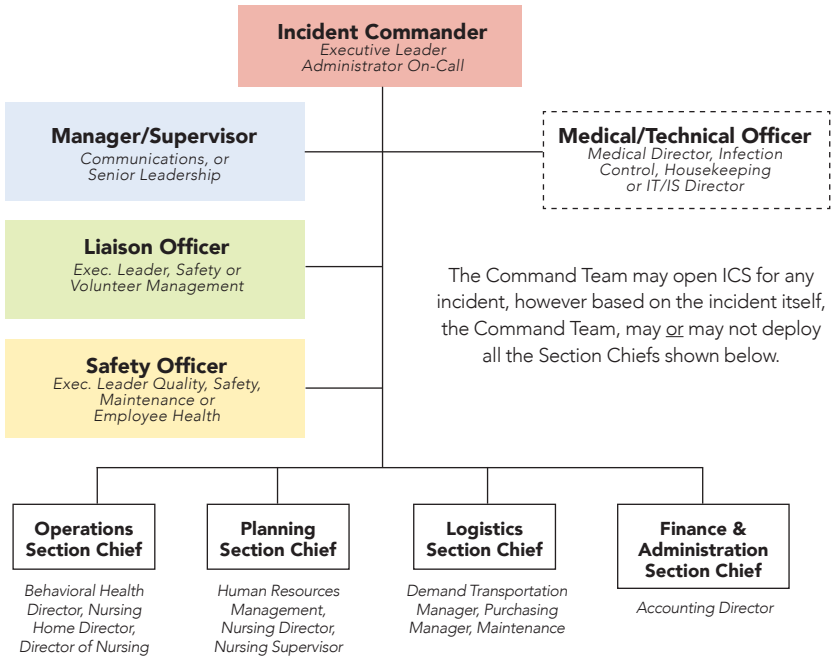 Incident Commander
Executive Leader
Administrator On-Call
Manager/Supervisor
Communications, or
Senior Leadership
Medical/Technical Officer
Medical Director, Infection
Control, Housekeeping
or IT/IS Director
Liaison Officer
Exec. Leader, Safety or
Volunteer Management
The Command Team may open ICS for any
incident, however based on the incident itself,
the Command Team, may or may not deploy
all the Section Chiefs shown below.
Safety Officer
Exec. Leader Quality, Safety,
Maintenance or
Employee Health
Operations
Section Chief
Behavioral Health
Director, Nursing
Home Director,
Director of Nursing
Planning
Section Chief
Human Resources
Management,
Nursing Director,
Nursing Supervisor
Logistics
Section Chief
Demand Transportation
Manager, Purchasing
Manager, Maintenance
Finance &
Administration
Section Chief
Accounting Director